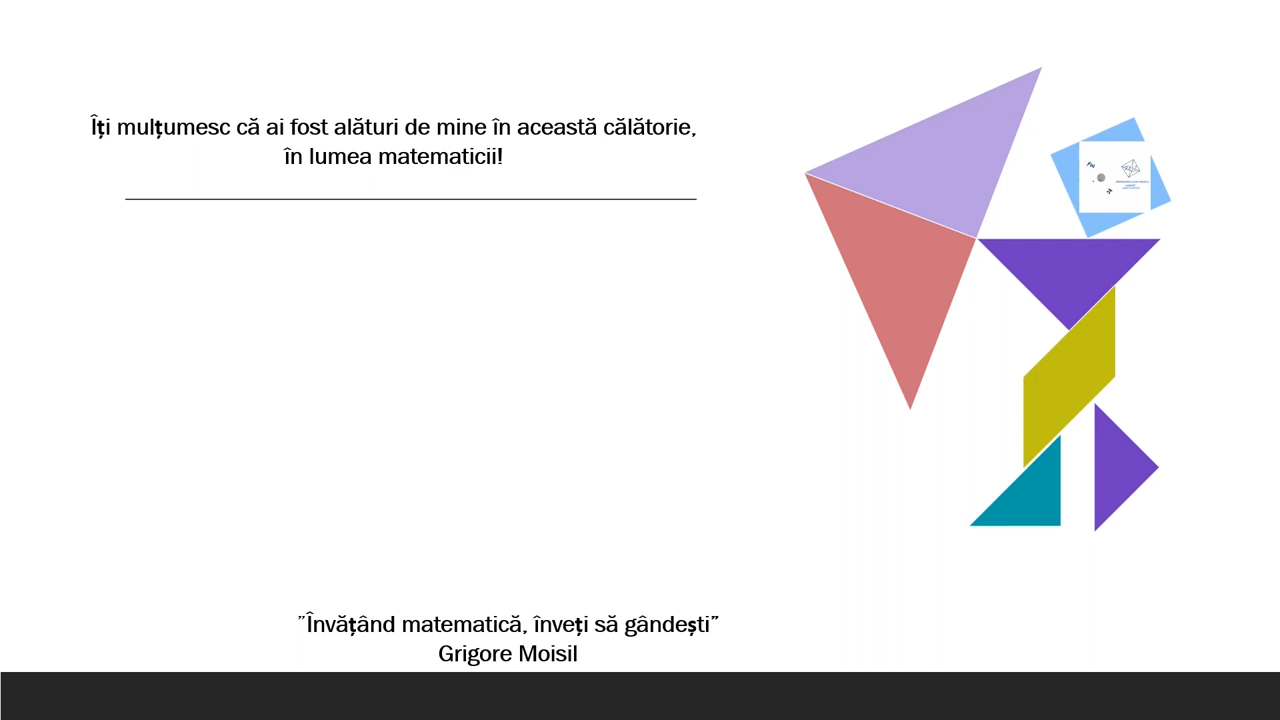 Îți mulțumesc că ai fost alături de mine în această călătorie,
în lumea matematicii!
”Învățând matematică, înveți să gândești”
Grigore Moisil